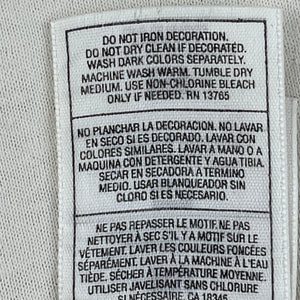 DO NOT IRON DECORATION.
DO NOT DRY CLEAN IF DECORATED.
WASH DARK COLORS SEPARATELY.
MACHINE WASH WARM. TUMBLE DRY
MEDIUM. USE NON-CHLORINE BLEACH
ONLY IF NEEDED. RN 13765
NO PLANCHAR LA DECORACION. NO LAVAR
EN SECO SI ES DECORADO. LAVAR CON
COLORES SIMILARES. LAVAR A MANO O A
MAQUINA CON DETERGENTE Y AGUA TIBIA.
SECAR EN SECADORA A TERMINO
MEDIO. USAR BLANQUEADOR SIN
CLORO SI ES NECESARIO.
NE PAS REPASSER LE MOTIF. NE PAS
NETTOYER À SEC S'IL Y A MOTIF SUR LE
VÊTEMENT. LAVER LES COULEURS FONCÉES
SÉPARÉMENT. LAVER À LA MACHINE À L'EAU
TIÈDE. SÉCHER À TEMPÉRATURE MOYENNE.
UTILISER JAVELISANT SANS CHLORURE
SI NÉCESSAIRE. CA 18345